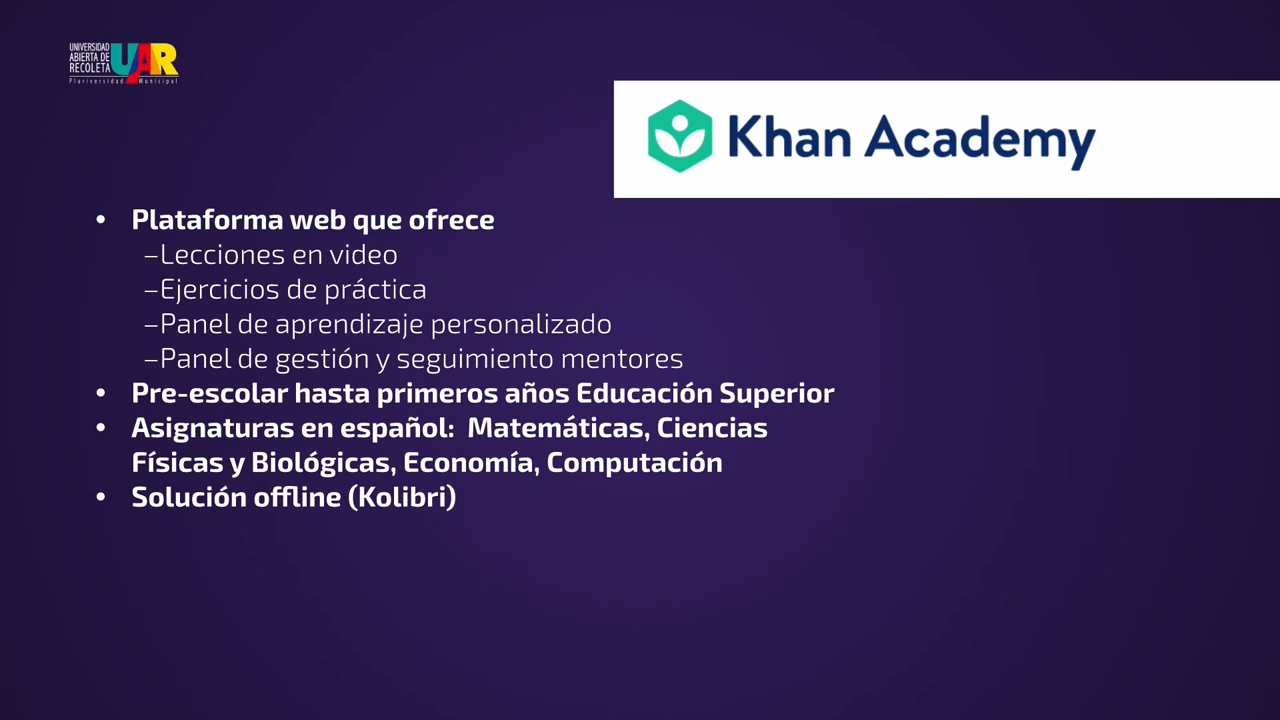 UNIVERSIDAD
ABIERTA DE
RECOLETA
UAR
Pluriversidad Municipal
Khan Academy
• Plataforma web que ofrece
–Lecciones en video
–Ejercicios de práctica
–Panel de aprendizaje personalizado
–Panel de gestión y seguimiento mentores
• Pre-escolar hasta primeros años Educación Superior
• Asignaturas en español:  Matemáticas, Ciencias
Físicas y Biológicas, Economía, Computación
• Solución offline (Kolibri)